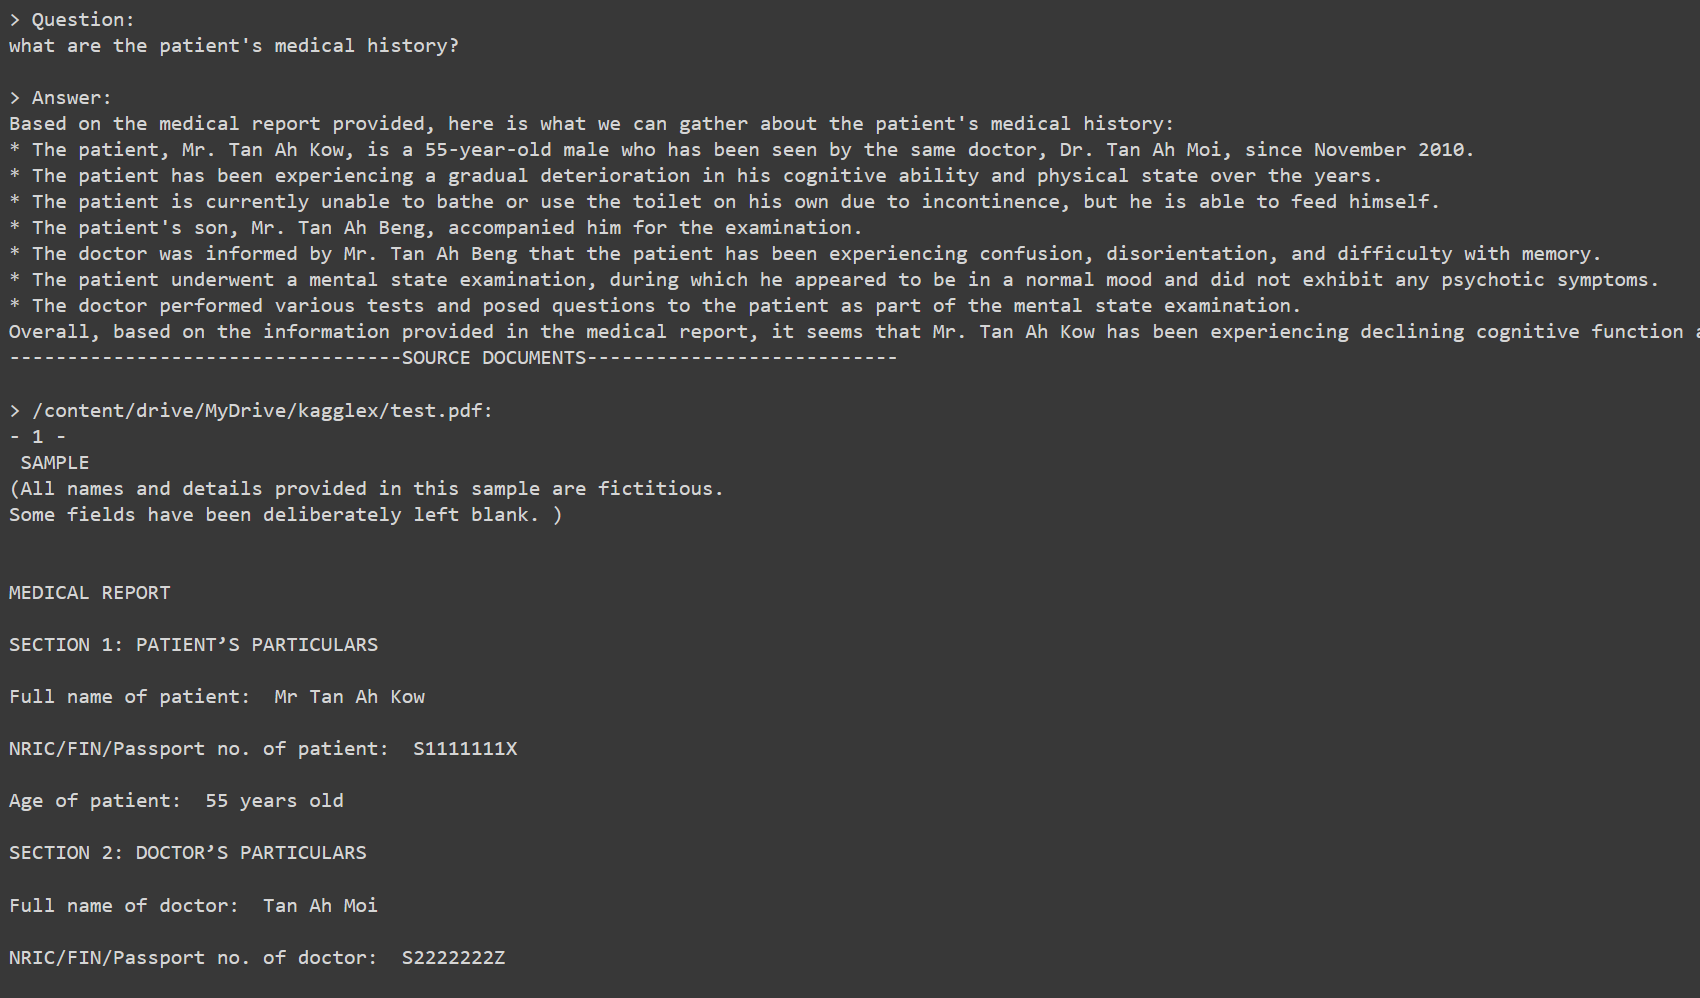 > Question:
what are the patient's medical history?
> Answer:
Based on the medical report provided, here is what we can gather about the patient's medical history:
* The patient, Mr. Tan Ah Kow, is a 55-year-old male who has been seen by the same doctor, Dr. Tan Ah Moi, since November 2010.
* The patient has been experiencing a gradual deterioration in his cognitive ability and physical state over the years.
* The patient is currently unable to bathe or use the toilet on his own due to incontinence, but he is able to feed himself.
* The patient's son, Mr. Tan Ah Beng, accompanied him for the examination.
* The doctor was informed by Mr. Tan Ah Beng that the patient has been experiencing confusion, disorientation, and difficulty with memory.
* The patient underwent a mental state examination, during which he appeared to be in a normal mood and did not exhibit any psychotic symptoms.
* The doctor performed various tests and posed questions to the patient as part of the mental state examination.
Overall, based on the information provided in the medical report, it seems that Mr. Tan Ah Kow has been experiencing declining cognitive function
----------------------------------SOURCE DOCUMENTS---------------------------
> /content/drive/MyDrive/kagglex/test.pdf:
- 1 -
SAMPLE
(All names and details provided in this sample are fictitious.
Some fields have been deliberately left blank. )
MEDICAL REPORT
SECTION 1: PATIENT’S PARTICULARS
Full name of patient:  Mr Tan Ah Kow
NRIC/FIN/Passport no. of patient:  S1111111X
Age of patient:  55 years old
SECTION 2: DOCTOR’S PARTICULARS
Full name of doctor:  Tan Ah Moi
NRIC/FIN/Passport no. of doctor:  S2222222Z